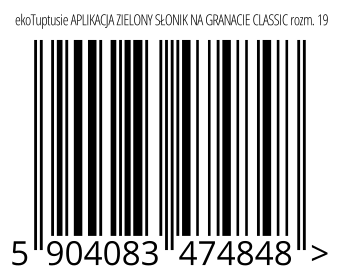 ekoTuptusie APLIKACJA ZIELONY SŁONIK NA GRANACIE CLASSIC rozm. 19
5 904083 474848 >